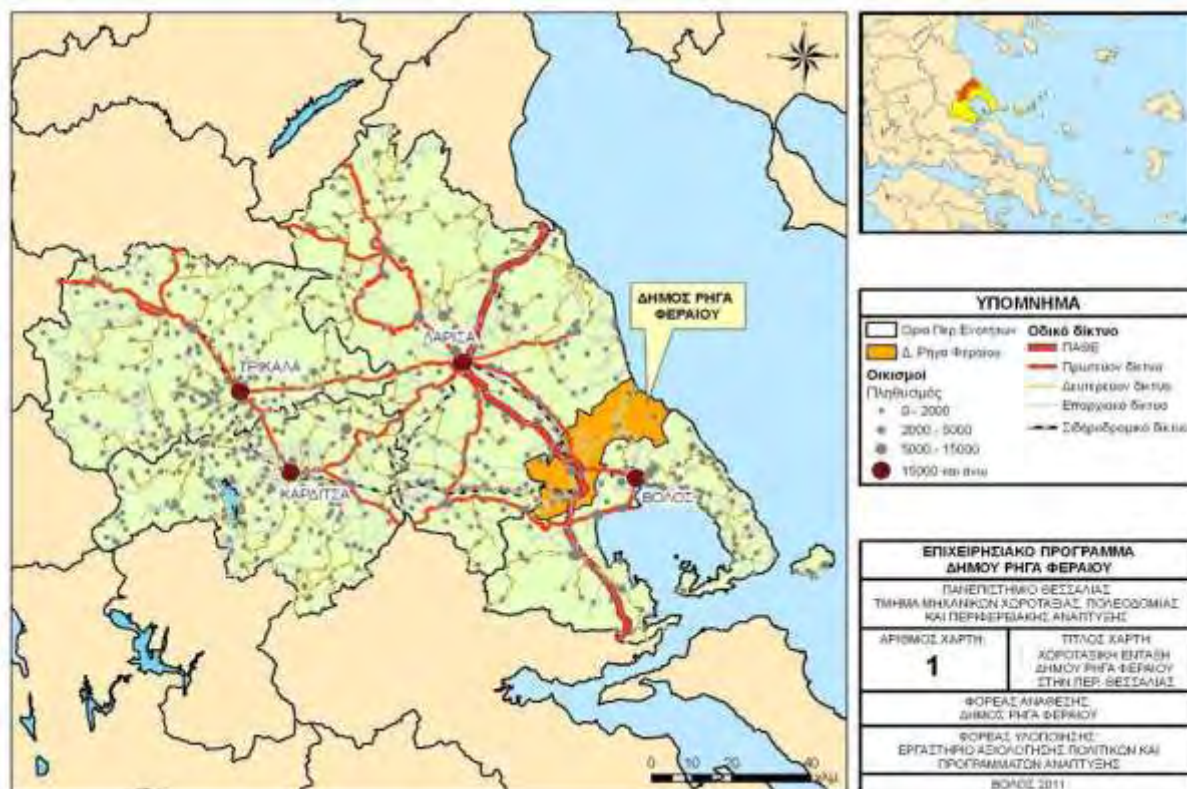 ΔΗΜΟΣ ΡΗΓΑ
ΦΕΡΑΙΟΥ
ΛΑΡΙΣΑ
ΤΡΙΚΑΛΑ
ΚΑΡΔΙΤΣΑ
ΒΟΛΟΣ
0 10 20 40
ΥΠΟΜΝΗΜΑ
Όρια Περ. Ενοτήτων
Δ. Ρήγα Φεραίου
Οικισμοί
Πληθυσμός
0 - 2000
2000 - 5000
5000 - 15000
15000 και άνω
Οδικό δίκτυο
ΠΑΘΕ
Πρωτεύον δίκτυο
Δευτερεύον δίκτυο
Επαρχιακό δίκτυο
Σιδηροδρομικό δίκτυο
ΕΠΙΧΕΙΡΗΣΙΑΚΟ ΠΡΟΓΡΑΜΜΑ
ΔΗΜΟΥ ΡΗΓΑ ΦΕΡΑΙΟΥ
ΠΑΝΕΠΙΣΤΗΜΙΟ ΘΕΣΣΑΛΙΑΣ
ΤΜΗΜΑ ΜΗΧΑΝΙΚΩΝ ΧΩΡΟΤΑΞΙΑΣ, ΠΟΛΕΟΔΟΜΙΑΣ
ΚΑΙ ΠΕΡΙΦΕΡΕΙΑΚΗΣ ΑΝΑΠΤΥΞΗΣ
ΑΡΙΘΜΟΣ ΧΑΡΤΗ:
1
ΤΙΤΛΟΣ ΧΑΡΤΗ
ΧΩΡΟΤΑΞΙΚΗ ΕΝΤΑΞΗ
ΔΗΜΟΥ ΡΗΓΑ ΦΕΡΑΙΟΥ
ΣΤΗΝ ΠΕΡ. ΘΕΣΣΑΛΙΑΣ
ΦΟΡΕΑΣ ΑΝΑΘΕΣΗΣ
ΔΗΜΟΣ ΡΗΓΑ ΦΕΡΑΙΟΥ
ΦΟΡΕΑΣ ΥΛΟΠΟΙΗΣΗΣ
ΕΡΓΑΣΤΗΡΙΟ ΑΞΙΟΛΟΓΗΣΗΣ ΠΟΛΙΤΙΚΩΝ ΚΑΙ
ΠΡΟΓΡΑΜΜΑΤΩΝ ΑΝΑΠΤΥΞΗΣ
ΒΟΛΟΣ 2011